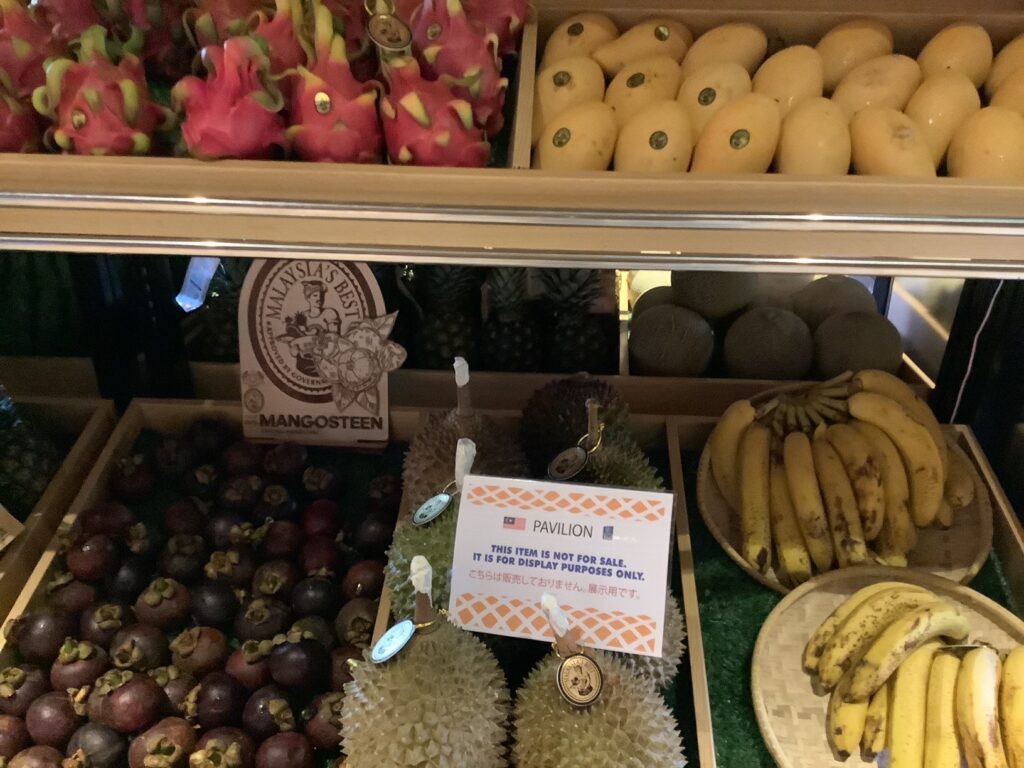 MALAYSIA'S BEST
MANGOSTEEN
PAVILION
THIS ITEM IS NOT FOR SALE.
IT IS FOR DISPLAY PURPOSES ONLY.
こちらは販売しておりません。展示用です。